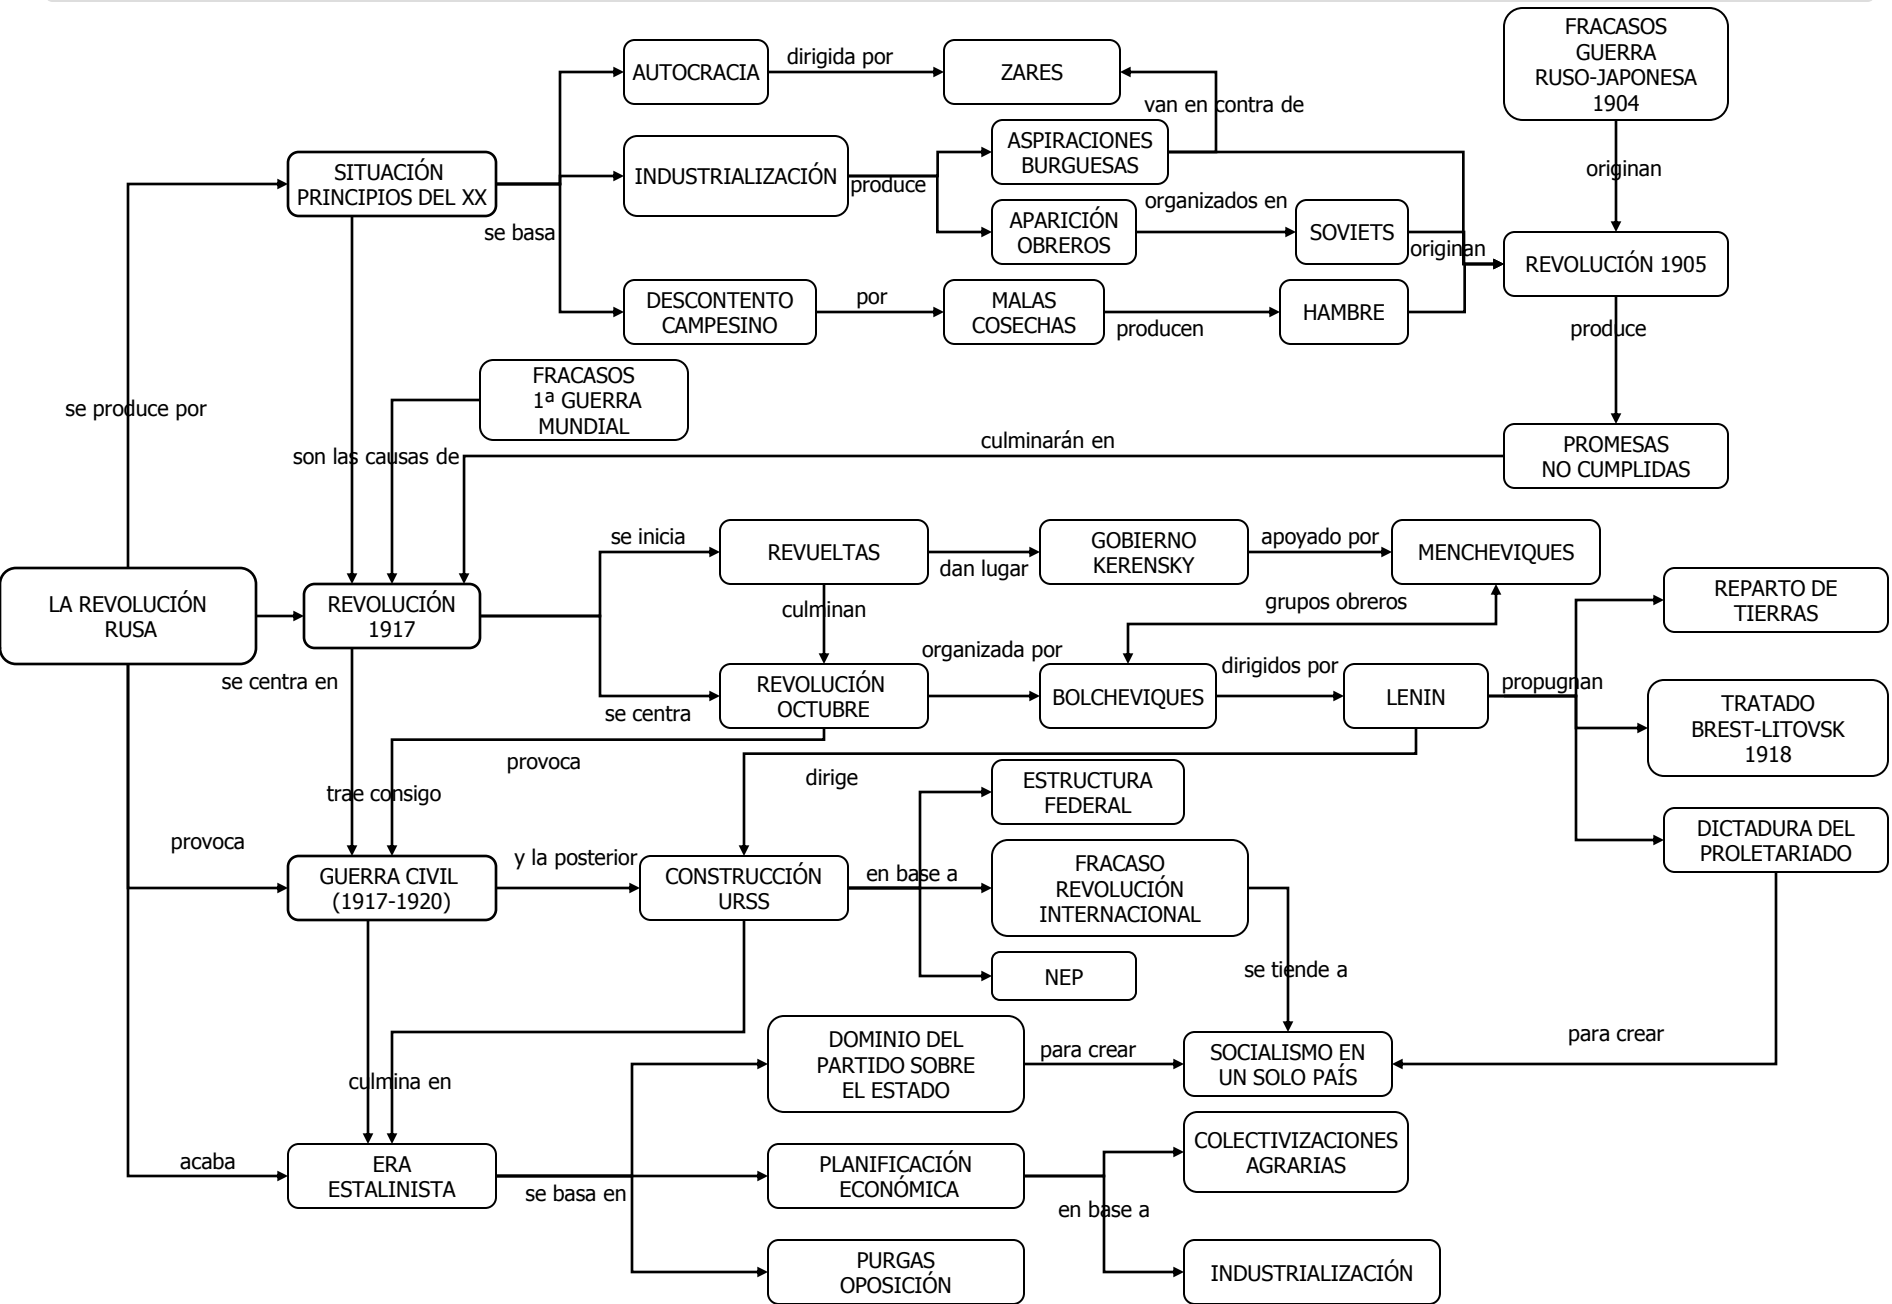 FRACASOS
GUERRA
RUSO-JAPONESA
1904
AUTOCRACIA
dirigida por
ZARES
van en contra de
SITUACIÓN
PRINCIPIOS DEL XX
INDUSTRIALIZACIÓN
produce
ASPIRACIONES
BURGUESAS
originan
APARICIÓN
OBREROS
organizados en
SOVIETS
originan
REVOLUCIÓN 1905
se basa
DESCONTENTO
CAMPESINO
por
MALAS
COSECHAS
producen
HAMBRE
produce
FRACASOS
1ª GUERRA
MUNDIAL
se produce por
son las causas de
culminarán en
PROMESAS
NO CUMPLIDAS
LA REVOLUCIÓN
RUSA
REVOLUCIÓN
1917
se inicia
REVUELTAS
dan lugar
GOBIERNO
KERENSKY
apoyado por
MENCHEVIQUES
culminan
grupos obreros
REPARTO DE
TIERRAS
se centra en
se centra
REVOLUCIÓN
OCTUBRE
organizada por
BOLCHEVIQUES
dirigidos por
LENIN
propugnan
TRATADO
BREST-LITOVSK
1918
provoca
dirige
trae consigo
ESTRUCTURA
FEDERAL
DICTADURA DEL
PROLETARIADO
provoca
GUERRA CIVIL
(1917-1920)
y la posterior
CONSTRUCCIÓN
URSS
en base a
FRACASO
REVOLUCIÓN
INTERNACIONAL
NEP
se tiende a
DOMINIO DEL
PARTIDO SOBRE
EL ESTADO
para crear
SOCIALISMO EN
UN SOLO PAÍS
para crear
culmina en
acaba
ERA
ESTALINISTA
se basa en
PLANIFICACIÓN
ECONÓMICA
en base a
COLECTIVIZACIONES
AGRARIAS
PURGAS
OPOSICIÓN
INDUSTRIALIZACIÓN